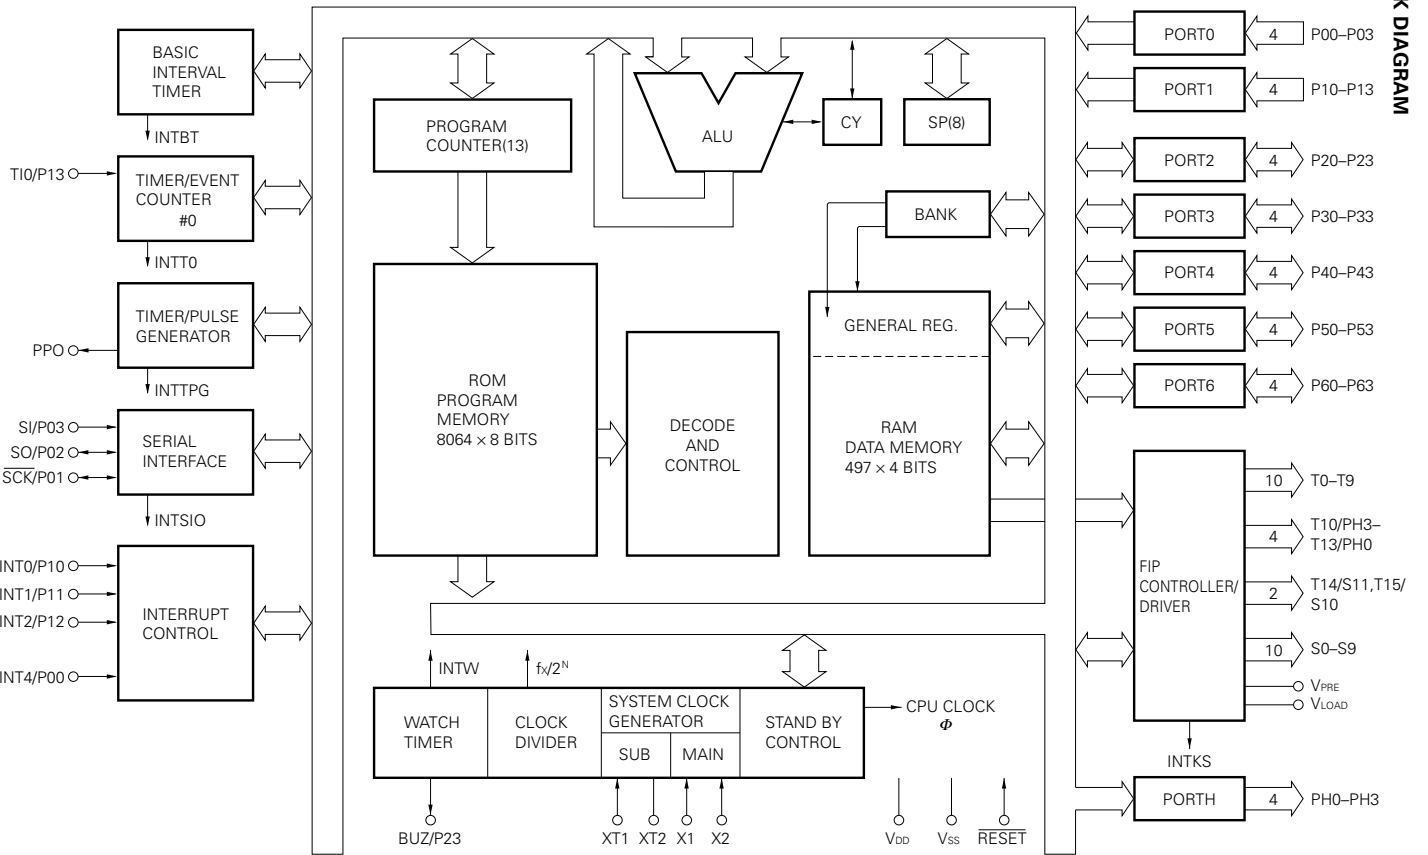 K DIAGRAM
BASIC
INTERVAL
TIMER
INTBT
TI0/P13
TIMER/EVENT
COUNTER
#0
INTT0
TIMER/PULSE
GENERATOR
PPO
INTTPG
SI/P03
SO/P02
SCK/P01
SERIAL
INTERFACE
INTSIO
INT0/P10
INT1/P11
INT2/P12
INT4/P00
INTERRUPT
CONTROL
PROGRAM
COUNTER(13)
ALU
CY
SP(8)
BANK
GENERAL REG.
ROM
PROGRAM
MEMORY
8064 × 8 BITS
DECODE
AND
CONTROL
RAM
DATA MEMORY
497 × 4 BITS
INTW
fx/2N
WATCH
TIMER
CLOCK
DIVIDER
SYSTEM CLOCK
GENERATOR
SUB
MAIN
STAND BY
CONTROL
CPU CLOCK
Φ
BUZ/P23
XT1
XT2
X1
X2
VDD
VSS
RESET
PORT0
4
P00–P03
PORT1
4
P10–P13
PORT2
4
P20–P23
PORT3
4
P30–P33
PORT4
4
P40–P43
PORT5
4
P50–P53
PORT6
4
P60–P63
FIP
CONTROLLER/
DRIVER
10
T0–T9
4
T10/PH3–
T13/PH0
2
T14/S11,T15/
S10
10
S0–S9
VPRE
VLOAD
INTKS
PORTH
4
PH0–PH3